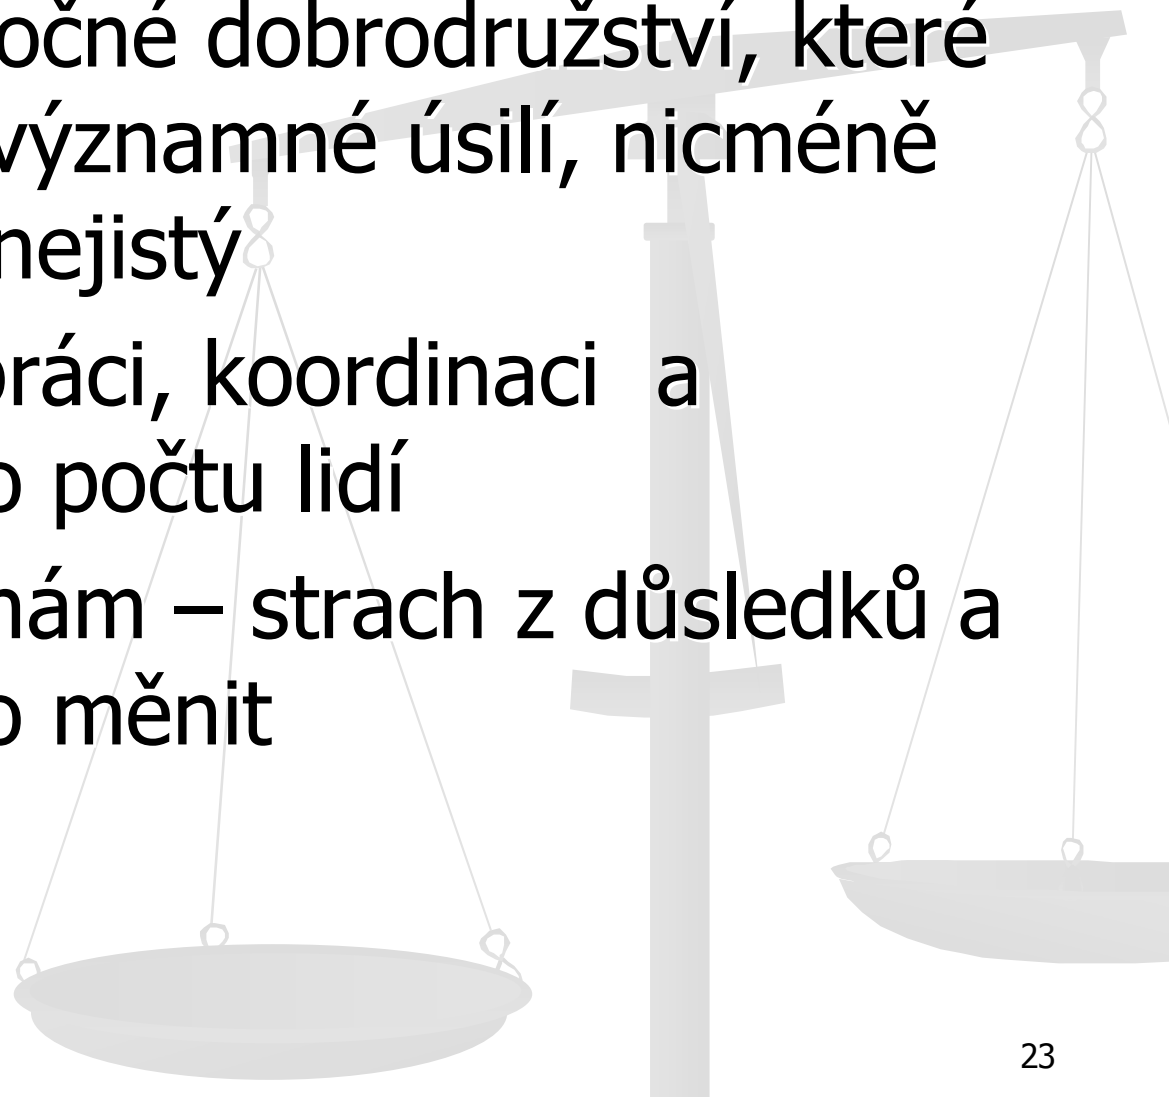 očné dobrodružství, které
významné úsilí, nicméně
nejistý
práci, koordinaci a
o počtu lidí
nám – strach z důsledků a
o měnit
23